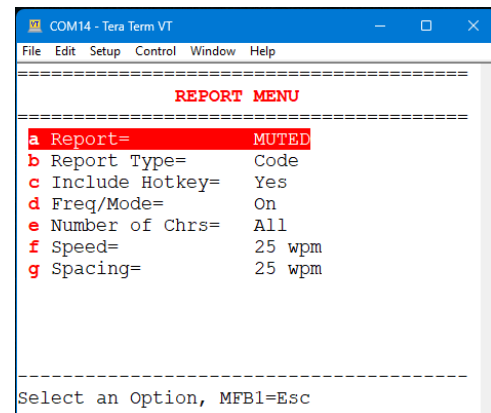 COM14 - Tera Term VT
File Edit Setup Control Window Help
========================================
REPORT MENU
========================================
a Report= MUTED
b Report Type= Code
c Include Hotkey= Yes
d Freq/Mode= On
e Number of Chrs= All
f Speed= 25 wpm
g Spacing= 25 wpm
----------------------------------------
Select an Option, MFB1=Esc